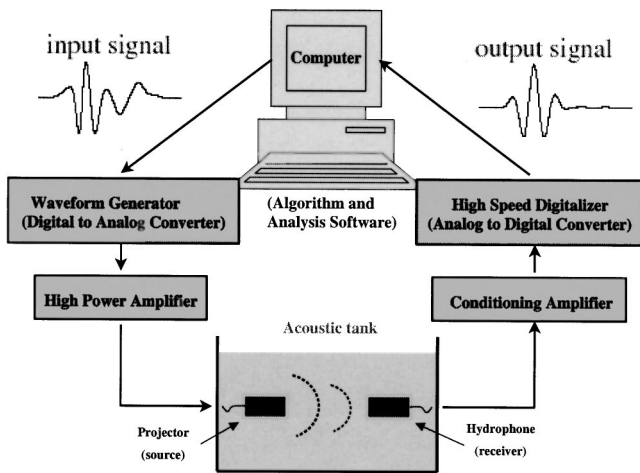 input signal
Computer
output signal
Waveform Generator
(Digital to Analog Converter)
(Algorithm and
Analysis Software)
High Speed Digitalizer
(Analog to Digital Converter)
High Power Amplifier
Conditioning Amplifier
Acoustic tank
Projector
(source)
Hydrophone
(receiver)